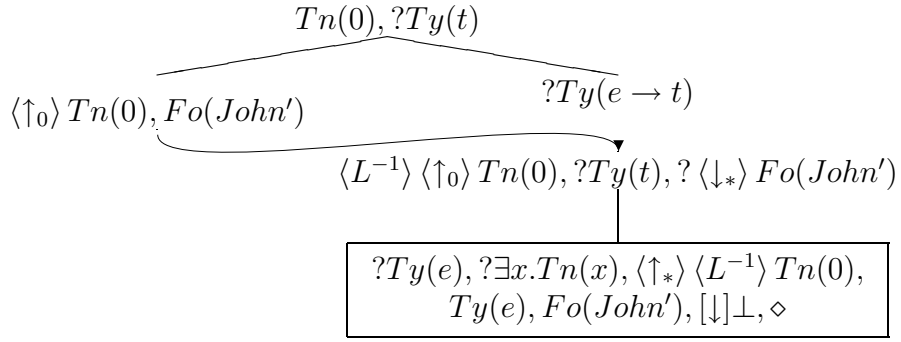 Tn(0), ?Ty(t)
?Ty(e → t)
⟨↑₀⟩ Tn(0), Fo(John′)
⟨L⁻¹⟩ ⟨↑₀⟩ Tn(0), ?Ty(t), ? ⟨↓∗⟩ Fo(John′)
?Ty(e), ?∃x.Tn(x), ⟨↑∗⟩ ⟨L⁻¹⟩ Tn(0),
Ty(e), Fo(John′), [↓]⊥, ⋄